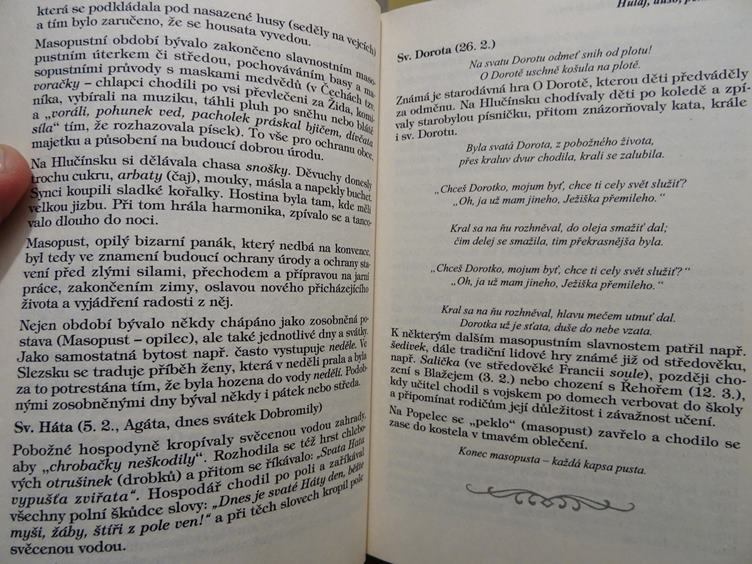 která se podkládala pod nasazené husy (seděly na vejcích)
a tím bylo zaručeno, že se housata vyvedou.
Masopustní období bývalo zakončeno slavnostním maso-
pustním úterkem či středou, pochováváním basy a ma-
sopustními průvody s maskami medvědů (v Čechách tzv.
voračky – chlapci chodili po vsi převlečeni za Žida, komi-
níka, vybírali na muziku, táhli pluh po sněhu nebo blátě
a „voráli, pohunek ved, pacholek práskal bjičem, divčata
síla“ tím, že rozhazovala písek). To vše pro ochranu obce,
majetku a působení na budoucí dobrou úrodu.
Na Hlučínsku si dělávala chasa snošky. Děvuchy donesly
trochu cukru, arbaty (čaj), mouky, másla a napekly buchet.
Synci koupili sladké kořalky. Hostina byla tam, kde měli
velkou jizbu. Při tom hrála harmonika, zpívalo se a tanco-
valo dlouho do noci.
Masopust, opilý bizarní panák, který nedbá na konvence,
byl tedy ve znamení budoucí ochrany úrody a ochrany sta-
vení před zlými silami, přechodem a přípravou na jarní
práce, zakončením zimy, oslavou nového přicházejícího
života a vyjádření radosti z něj.
Nejen období bývalo někdy chápáno jako zosobněná po-
stava (Masopust – opilec), ale také jednotlivé dny a svátky.
Jako samostatná bytost např. často vystupuje neděle. Ve
Slezsku se traduje příběh ženy, která v neděli prala a byla
za to potrestána tím, že byla hozena do vody nedělí. Podob-
nými zosobněnými dny býval někdy i pátek nebo středa.
Sv. Háta (5. 2., Agáta, dnes svátek Dobromily)
Pobožné hospodyně kropívaly svěcenou vodou zahrady,
aby „chrobačky neškodily“. Rozhodila se též hrst chlebo-
vých otrušinek (drobků) a přitom se říkávalo: „Svata Hata
vypušťa zviřata“. Hospodář chodil po poli a zaříkával
všechny polní škůdce slovy: „Dnes je svaté Háty den, běžte
myši, žáby, štíři z pole ven!“ a při těch slovech kropil pole
svěcenou vodou.
Hulaj, dušo,
Sv. Dorota (26. 2.)
Na svatu Dorotu odmeť snih od plotu!
O Dorotě uschně košula na plotě.
Známá je starodávná hra O Dorotě, kterou děti předváděly
za odměnu. Na Hlučínsku chodívaly děti po koledě a zpí-
valy starobylou písničku, přitom znázorňovaly kata, krále
i sv. Dorotu.
Byla svatá Dorota, z pobožného života,
přes kraluv dvur chodila, krali se zalubila.
„Chceš Dorotko, mojum byť, chce ti cely svět služiť?
„Oh, ja už mam jineho, Ježiška přemileho.“
Kral sa na ňu rozhněval, do oleja smažiť dal;
čim delej se smažila, tim překrasnějša byla.
„Chceš Dorotko, mojum byť, chce ti cely svět služiť?“
„Oh, ja už mam jineho, Ježiška přemileho.“
Kral sa na ňu rozhněval, hlavu mečem utnuť dal.
Dorotka už je sťata, duše do nebe vzata.
K některým dalším masopustním slavnostem patřil např.
šedivek, dále tradiční lidové hry známé již od středověku,
např. Salička (ve středověké Francii soule), později cho-
zení s Blažejem (3. 2.) nebo chození s Řehořem (12. 3.),
kdy učitel chodil s vojskem po domech verbovat do školy
a připomínat rodičům její důležitost i závažnost učení.
Na Popelec se „peklo“ (masopust) zavřelo a chodilo se
zase do kostela v tmavém oblečení.
Konec masopusta – každá kapsa pusta.